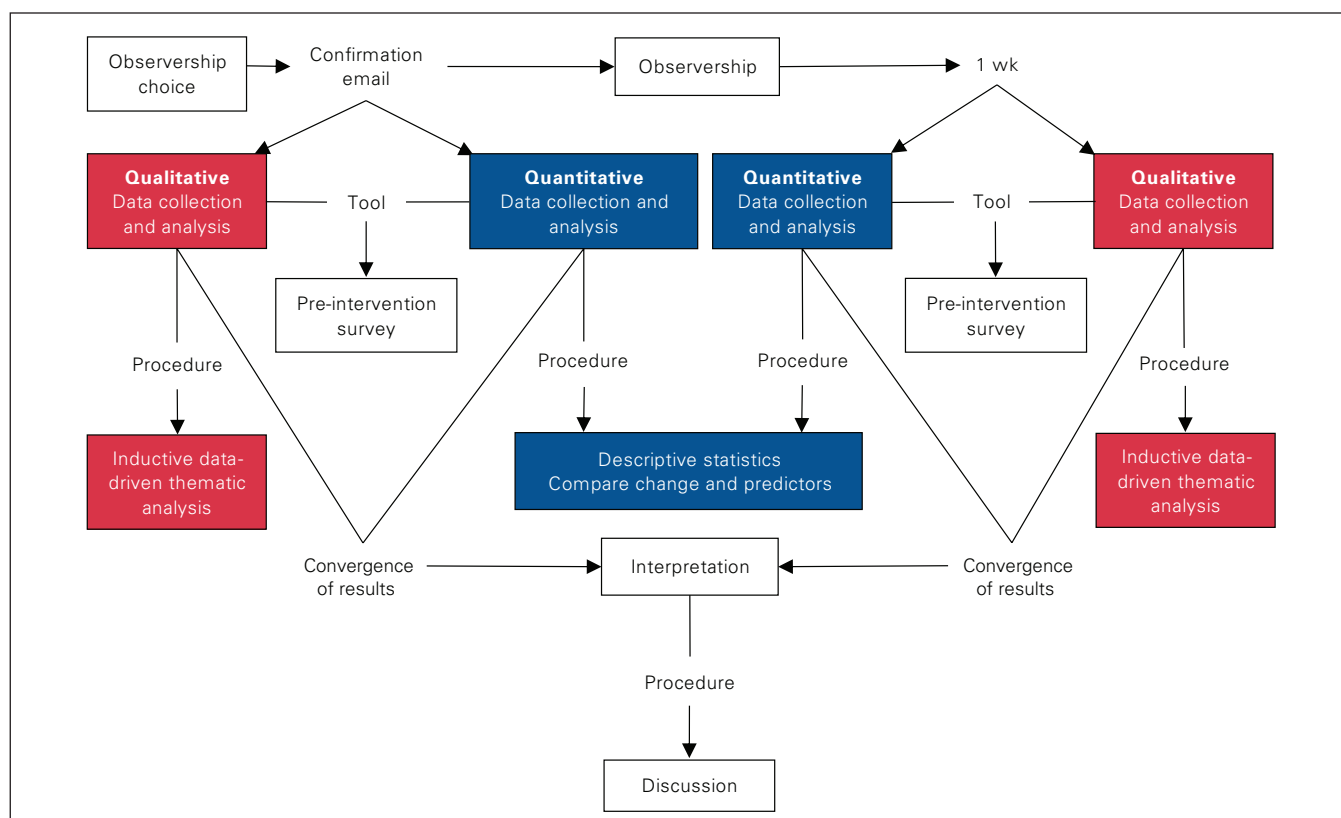 Observership
choice
Confirmation
email
Observership
1 wk
Qualitative
Data collection
and analysis
Tool
Quantitative
Data collection and
analysis
Quantitative
Data collection
and analysis
Tool
Qualitative
Data collection
and analysis
Pre-intervention
survey
Pre-intervention
survey
Procedure
Procedure
Procedure
Procedure
Inductive data-
driven thematic
analysis
Descriptive statistics
Compare change and predictors
Inductive data-
driven thematic
analysis
Convergence
of results
Interpretation
Convergence
of results
Procedure
Discussion